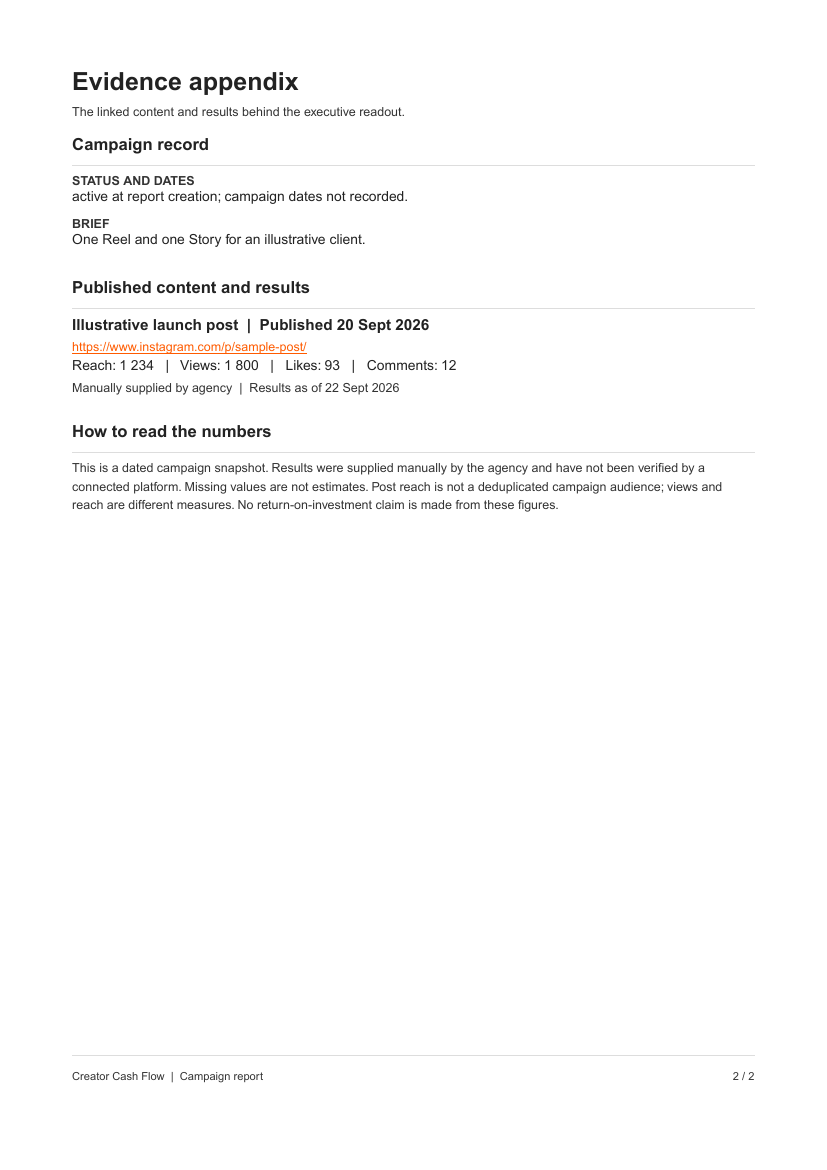 Evidence appendix
The linked content and results behind the executive readout.
Campaign record
STATUS AND DATES
active at report creation; campaign dates not recorded.
BRIEF
One Reel and one Story for an illustrative client.
Published content and results
Illustrative launch post | Published 20 Sept 2026
https://www.instagram.com/p/sample-post/
Reach: 1 234 | Views: 1 800 | Likes: 93 | Comments: 12
Manually supplied by agency | Results as of 22 Sept 2026
How to read the numbers
This is a dated campaign snapshot. Results were supplied manually by the agency and have not been verified by a
connected platform. Missing values are not estimates. Post reach is not a deduplicated campaign audience; views and
reach are different measures. No return-on-investment claim is made from these figures.
Creator Cash Flow | Campaign report
2 / 2